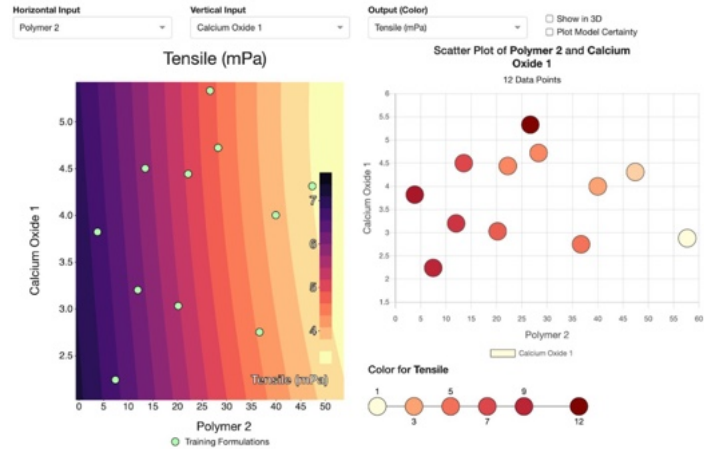 Horizontal Input
Polymer 2
Vertical Input
Calcium Oxide 1
Output (Color)
Tensile (mPa)
Show in 3D
Plot Model Certainty
Tensile (mPa)
5.0
4.5
4.0
3.5
3.0
2.5
Calcium Oxide 1
0 5 10 15 20 25 30 35 40 45 50
Polymer 2
7
6
5
4
Tensile (mPa)
Training Formulations
Scatter Plot of Polymer 2 and Calcium
Oxide 1
12 Data Points
6
5.5
5
4.5
4
3.5
3
2.5
2
1.5
Calcium Oxide 1
0 5 10 15 20 25 30 35 40 45 50 55 60
Polymer 2
Calcium Oxide 1
Color for Tensile
1 5 9
3 7 12